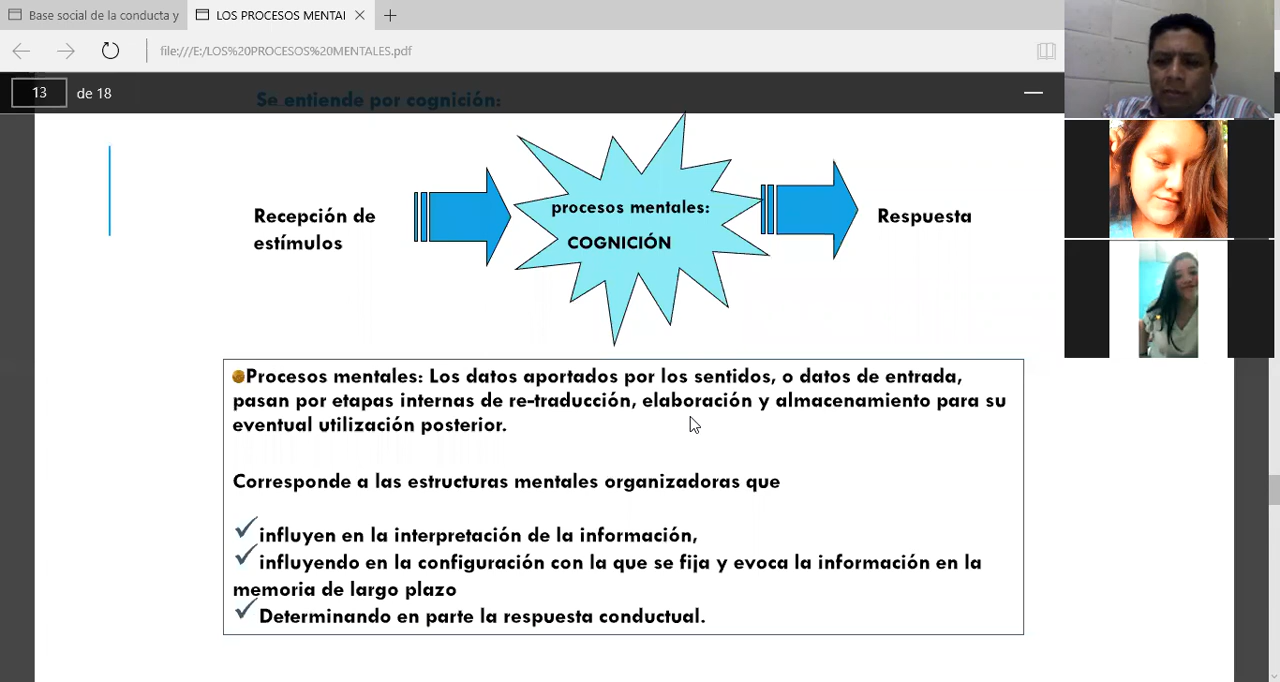 Base social de la conducta y
LOS PROCESOS MENTAI
file:///E:/LOS%20PROCESOS%20MENTALES.pdf
13 de 18
Se entiende por cognición:
Recepción de
estímulos
procesos mentales:
COGNICIÓN
Respuesta
Procesos mentales: Los datos aportados por los sentidos, o datos de entrada,
pasan por etapas internas de re-traducción, elaboración y almacenamiento para su
eventual utilización posterior.
Corresponde a las estructuras mentales organizadoras que
influyen en la interpretación de la información,
influyendo en la configuración con la que se fija y evoca la información en la
memoria de largo plazo
Determinando en parte la respuesta conductual.